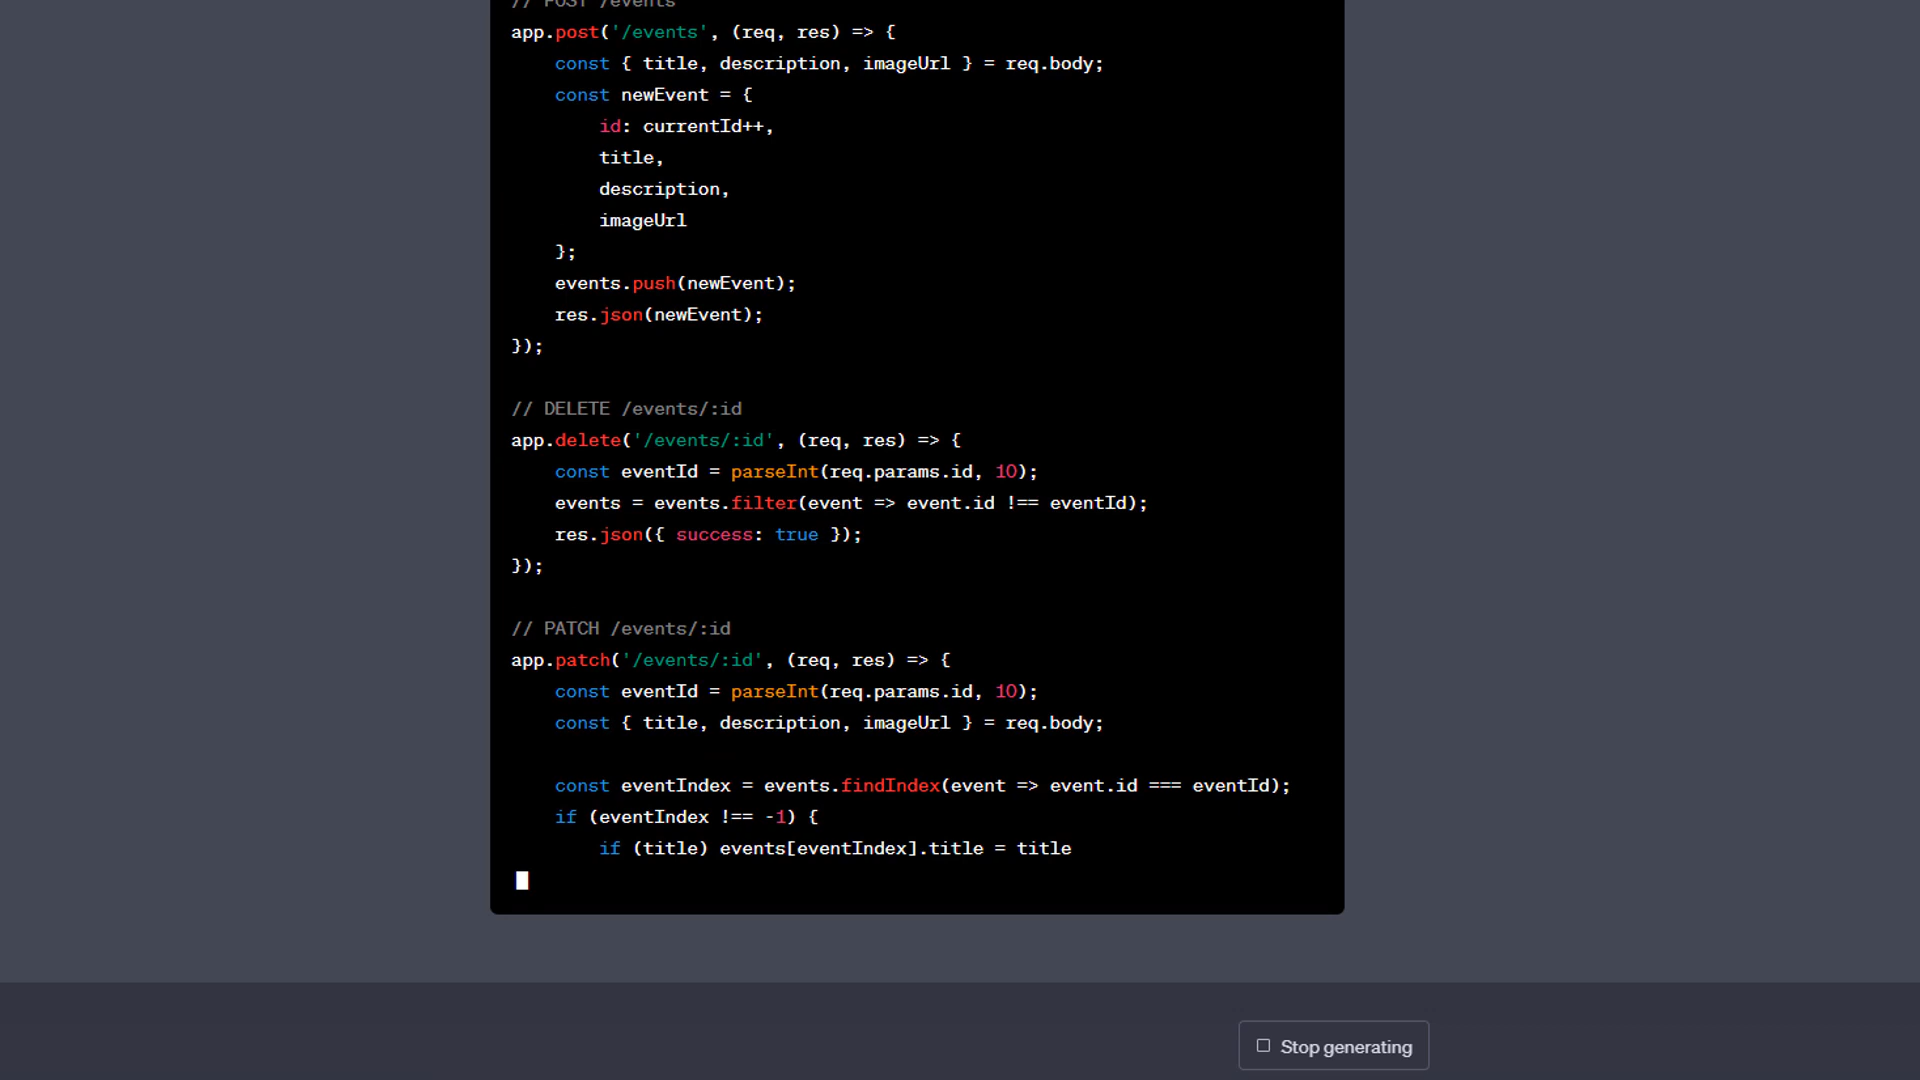 // POST /events
app.post('/events', (req, res) => {
    const { title, description, imageUrl } = req.body;
    const newEvent = {
        id: currentId++,
        title,
        description,
        imageUrl
    };
    events.push(newEvent);
    res.json(newEvent);
});

// DELETE /events/:id
app.delete('/events/:id', (req, res) => {
    const eventId = parseInt(req.params.id, 10);
    events = events.filter(event => event.id !== eventId);
    res.json({ success: true });
});

// PATCH /events/:id
app.patch('/events/:id', (req, res) => {
    const eventId = parseInt(req.params.id, 10);
    const { title, description, imageUrl } = req.body;

    const eventIndex = events.findIndex(event => event.id === eventId);
    if (eventIndex !== -1) {
        if (title) events[eventIndex].title = title
Stop generating